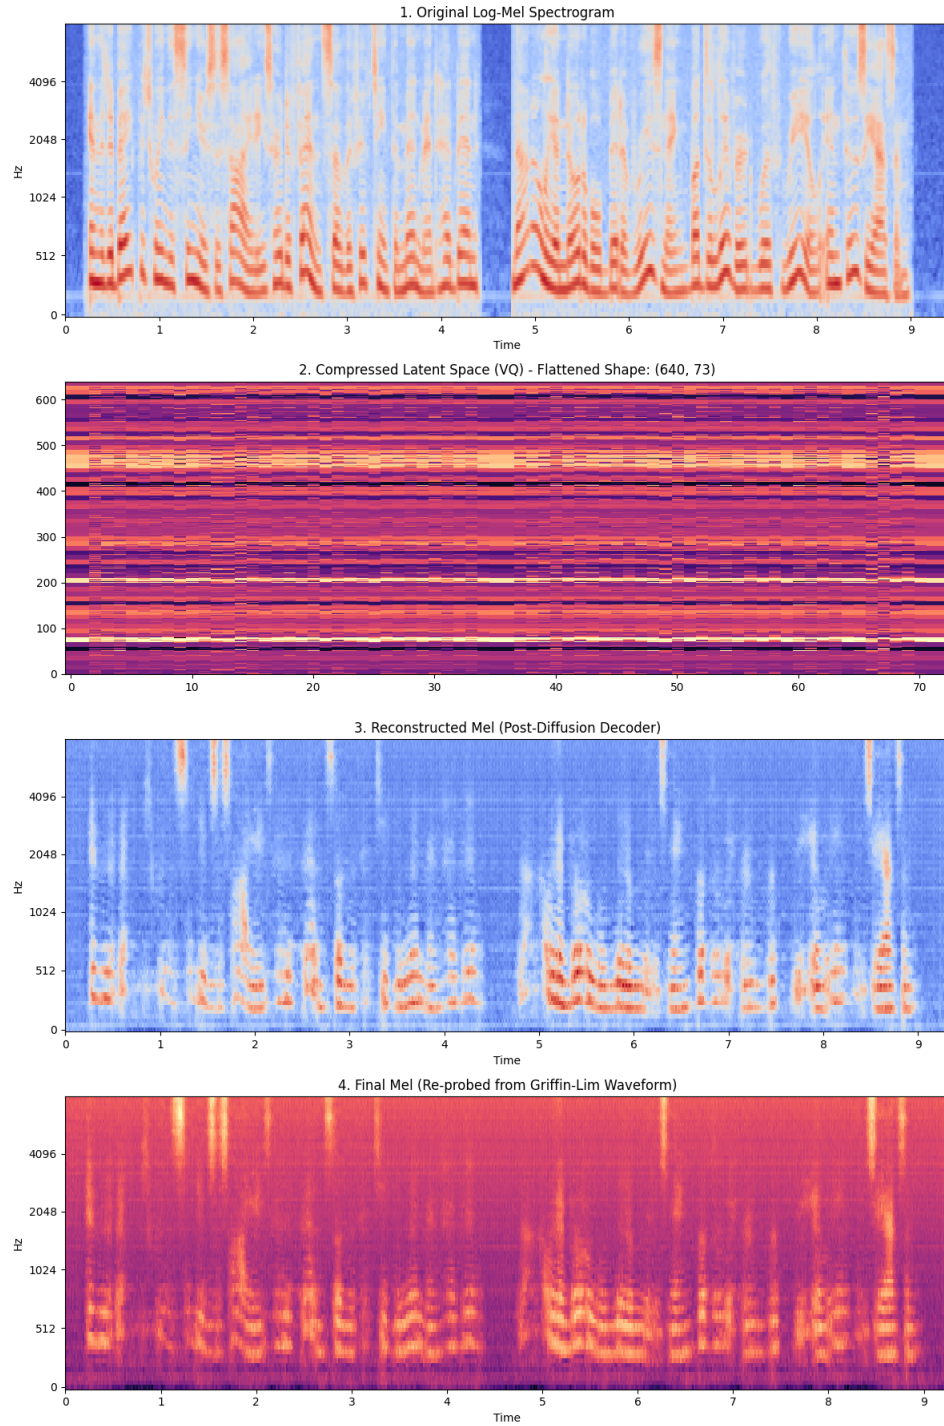 1. Original Log-Mel Spectrogram
4096
2048
Hz
1024
512
0
0 1 2 3 4 5 6 7 8 9
Time
2. Compressed Latent Space (VQ) - Flattened Shape: (640, 73)
600
500
400
300
200
100
0
0 10 20 30 40 50 60 70
3. Reconstructed Mel (Post-Diffusion Decoder)
4096
2048
Hz
1024
512
0
0 1 2 3 4 5 6 7 8 9
Time
4. Final Mel (Re-probed from Griffin-Lim Waveform)
4096
2048
Hz
1024
512
0
0 1 2 3 4 5 6 7 8 9
Time